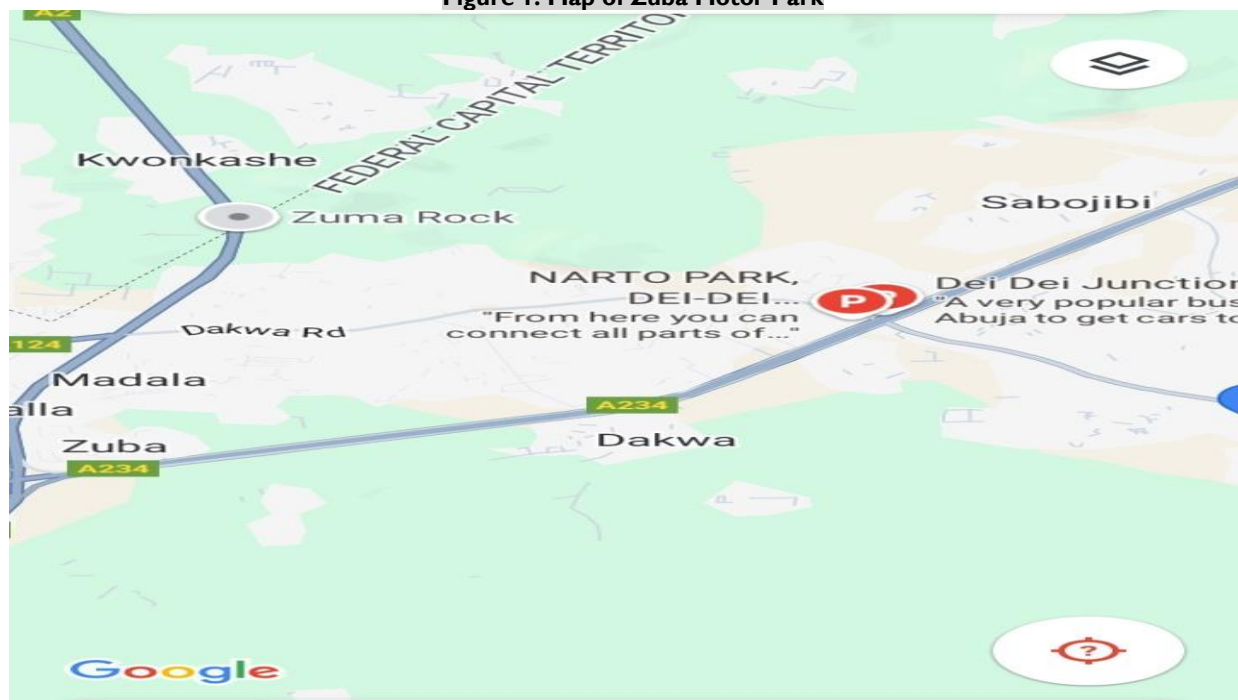 Figure 1: Map of Zuba Motor Park
A2
FEDERAL CAPITAL TERRITO
Kwonkashe
Zuma Rock
Sabojibi
NARTO PARK,
DEI-DEI...
"From here you can
connect all parts of..."
P
Dei Dei Junction
"A very popular bus
Abuja to get cars to
Dakwa Rd
124
Madala
alla
A234
Zuba
Dakwa
A234
Google
?